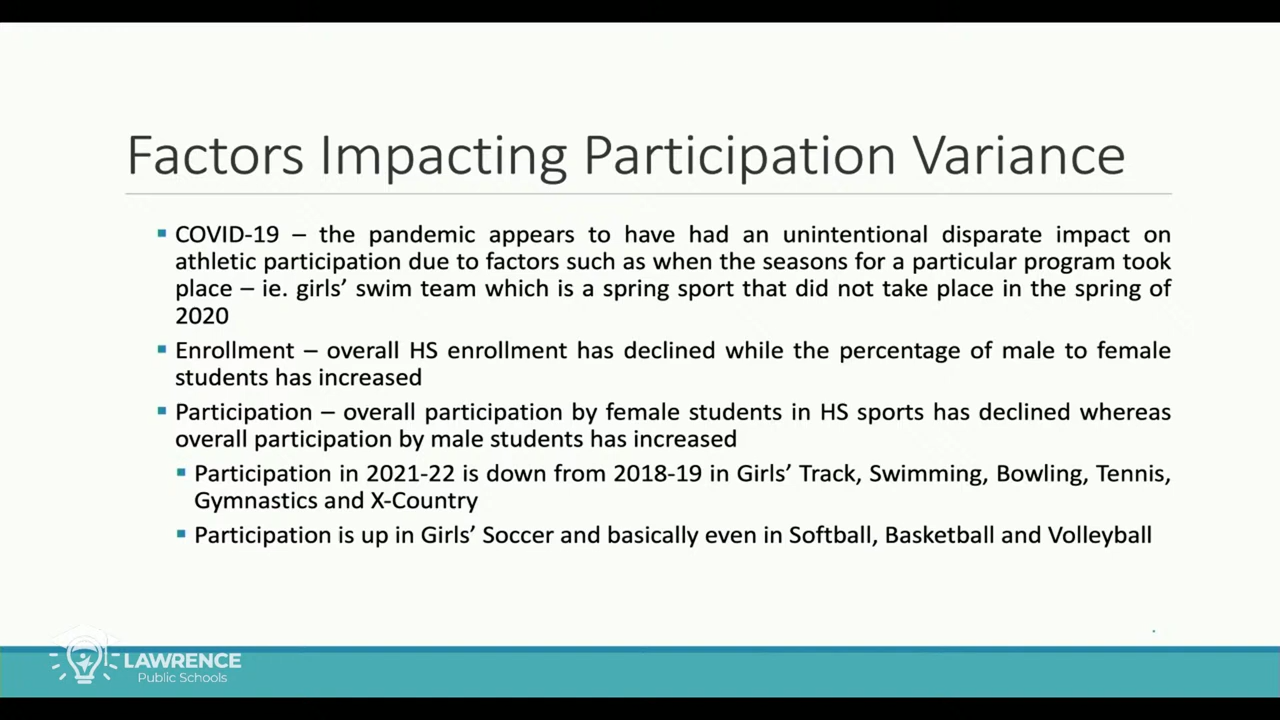 Factors Impacting Participation Variance
▪ COVID-19 – the pandemic appears to have had an unintentional disparate impact on
athletic participation due to factors such as when the seasons for a particular program took
place – ie. girls’ swim team which is a spring sport that did not take place in the spring of
2020
▪ Enrollment – overall HS enrollment has declined while the percentage of male to female
students has increased
▪ Participation – overall participation by female students in HS sports has declined whereas
overall participation by male students has increased
▪ Participation in 2021-22 is down from 2018-19 in Girls’ Track, Swimming, Bowling, Tennis,
Gymnastics and X-Country
▪ Participation is up in Girls’ Soccer and basically even in Softball, Basketball and Volleyball
LAWRENCE
Public Schools